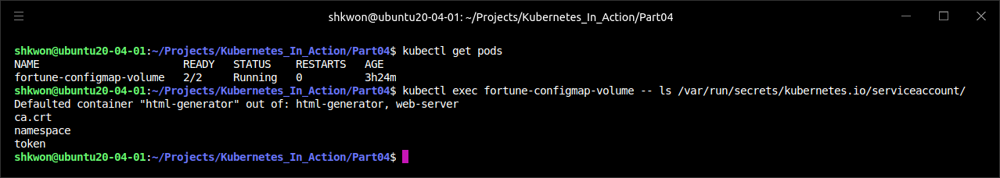 shkwon@ubuntu20-04-01: ~/Projects/Kubernetes_In_Action/Part04
shkwon@ubuntu20-04-01:~/Projects/Kubernetes_In_Action/Part04$ kubectl get pods
NAME                       READY   STATUS    RESTARTS   AGE
fortune-configmap-volume   2/2     Running   0          3h24m
shkwon@ubuntu20-04-01:~/Projects/Kubernetes_In_Action/Part04$ kubectl exec fortune-configmap-volume -- ls /var/run/secrets/kubernetes.io/serviceaccount/
Defaulted container "html-generator" out of: html-generator, web-server
ca.crt
namespace
token
shkwon@ubuntu20-04-01:~/Projects/Kubernetes_In_Action/Part04$